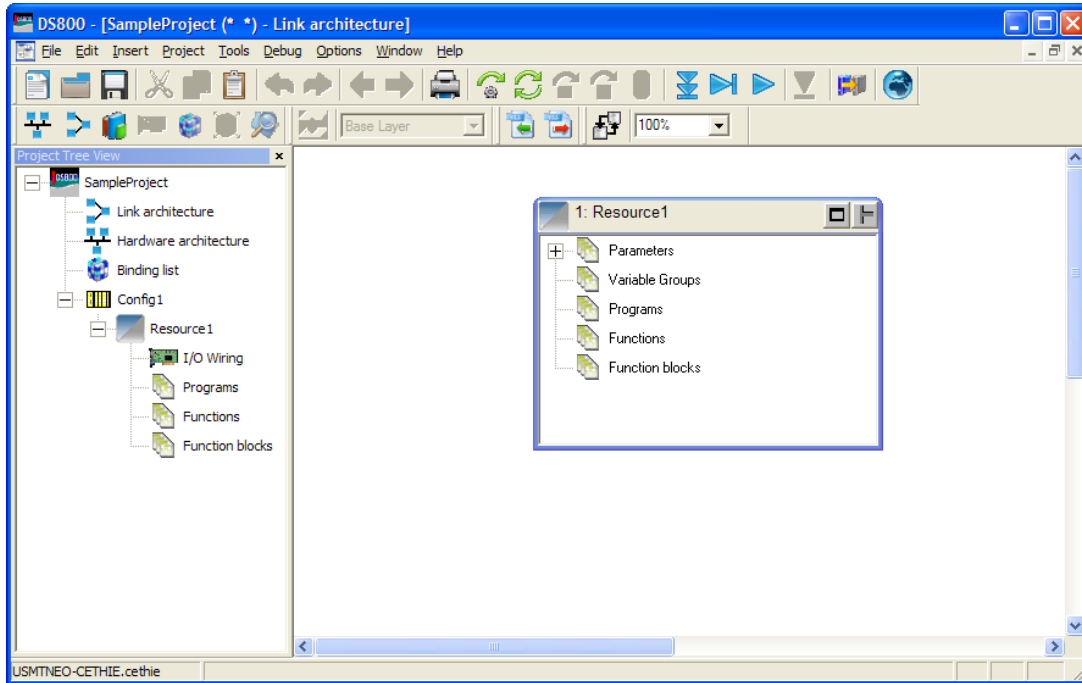 DS800 - [SampleProject (* *) - Link architecture]
File Edit Insert Project Tools Debug Options Window Help
Base Layer
100%
Project Tree View
SampleProject
Link architecture
Hardware architecture
Binding list
Config1
Resource1
I/O Wiring
Programs
Functions
Function blocks
1: Resource1
Parameters
Variable Groups
Programs
Functions
Function blocks
USMTNEO-CETHIE.cethie